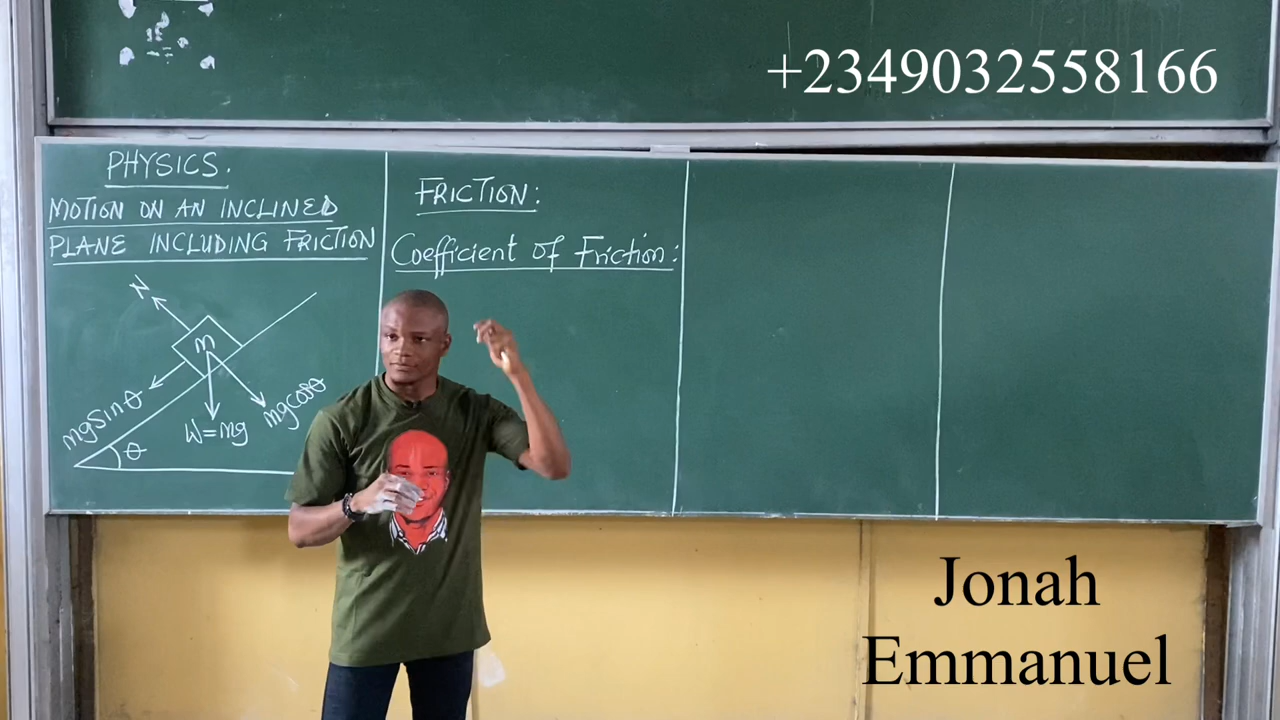 +2349032558166
PHYSICS.
MOTION ON AN INCLINED
PLANE INCLUDING FRICTION
N
m
mgsinθ
W=mg
mgcosθ
θ
FRICTION:
Coefficient of Friction:
Jonah
Emmanuel